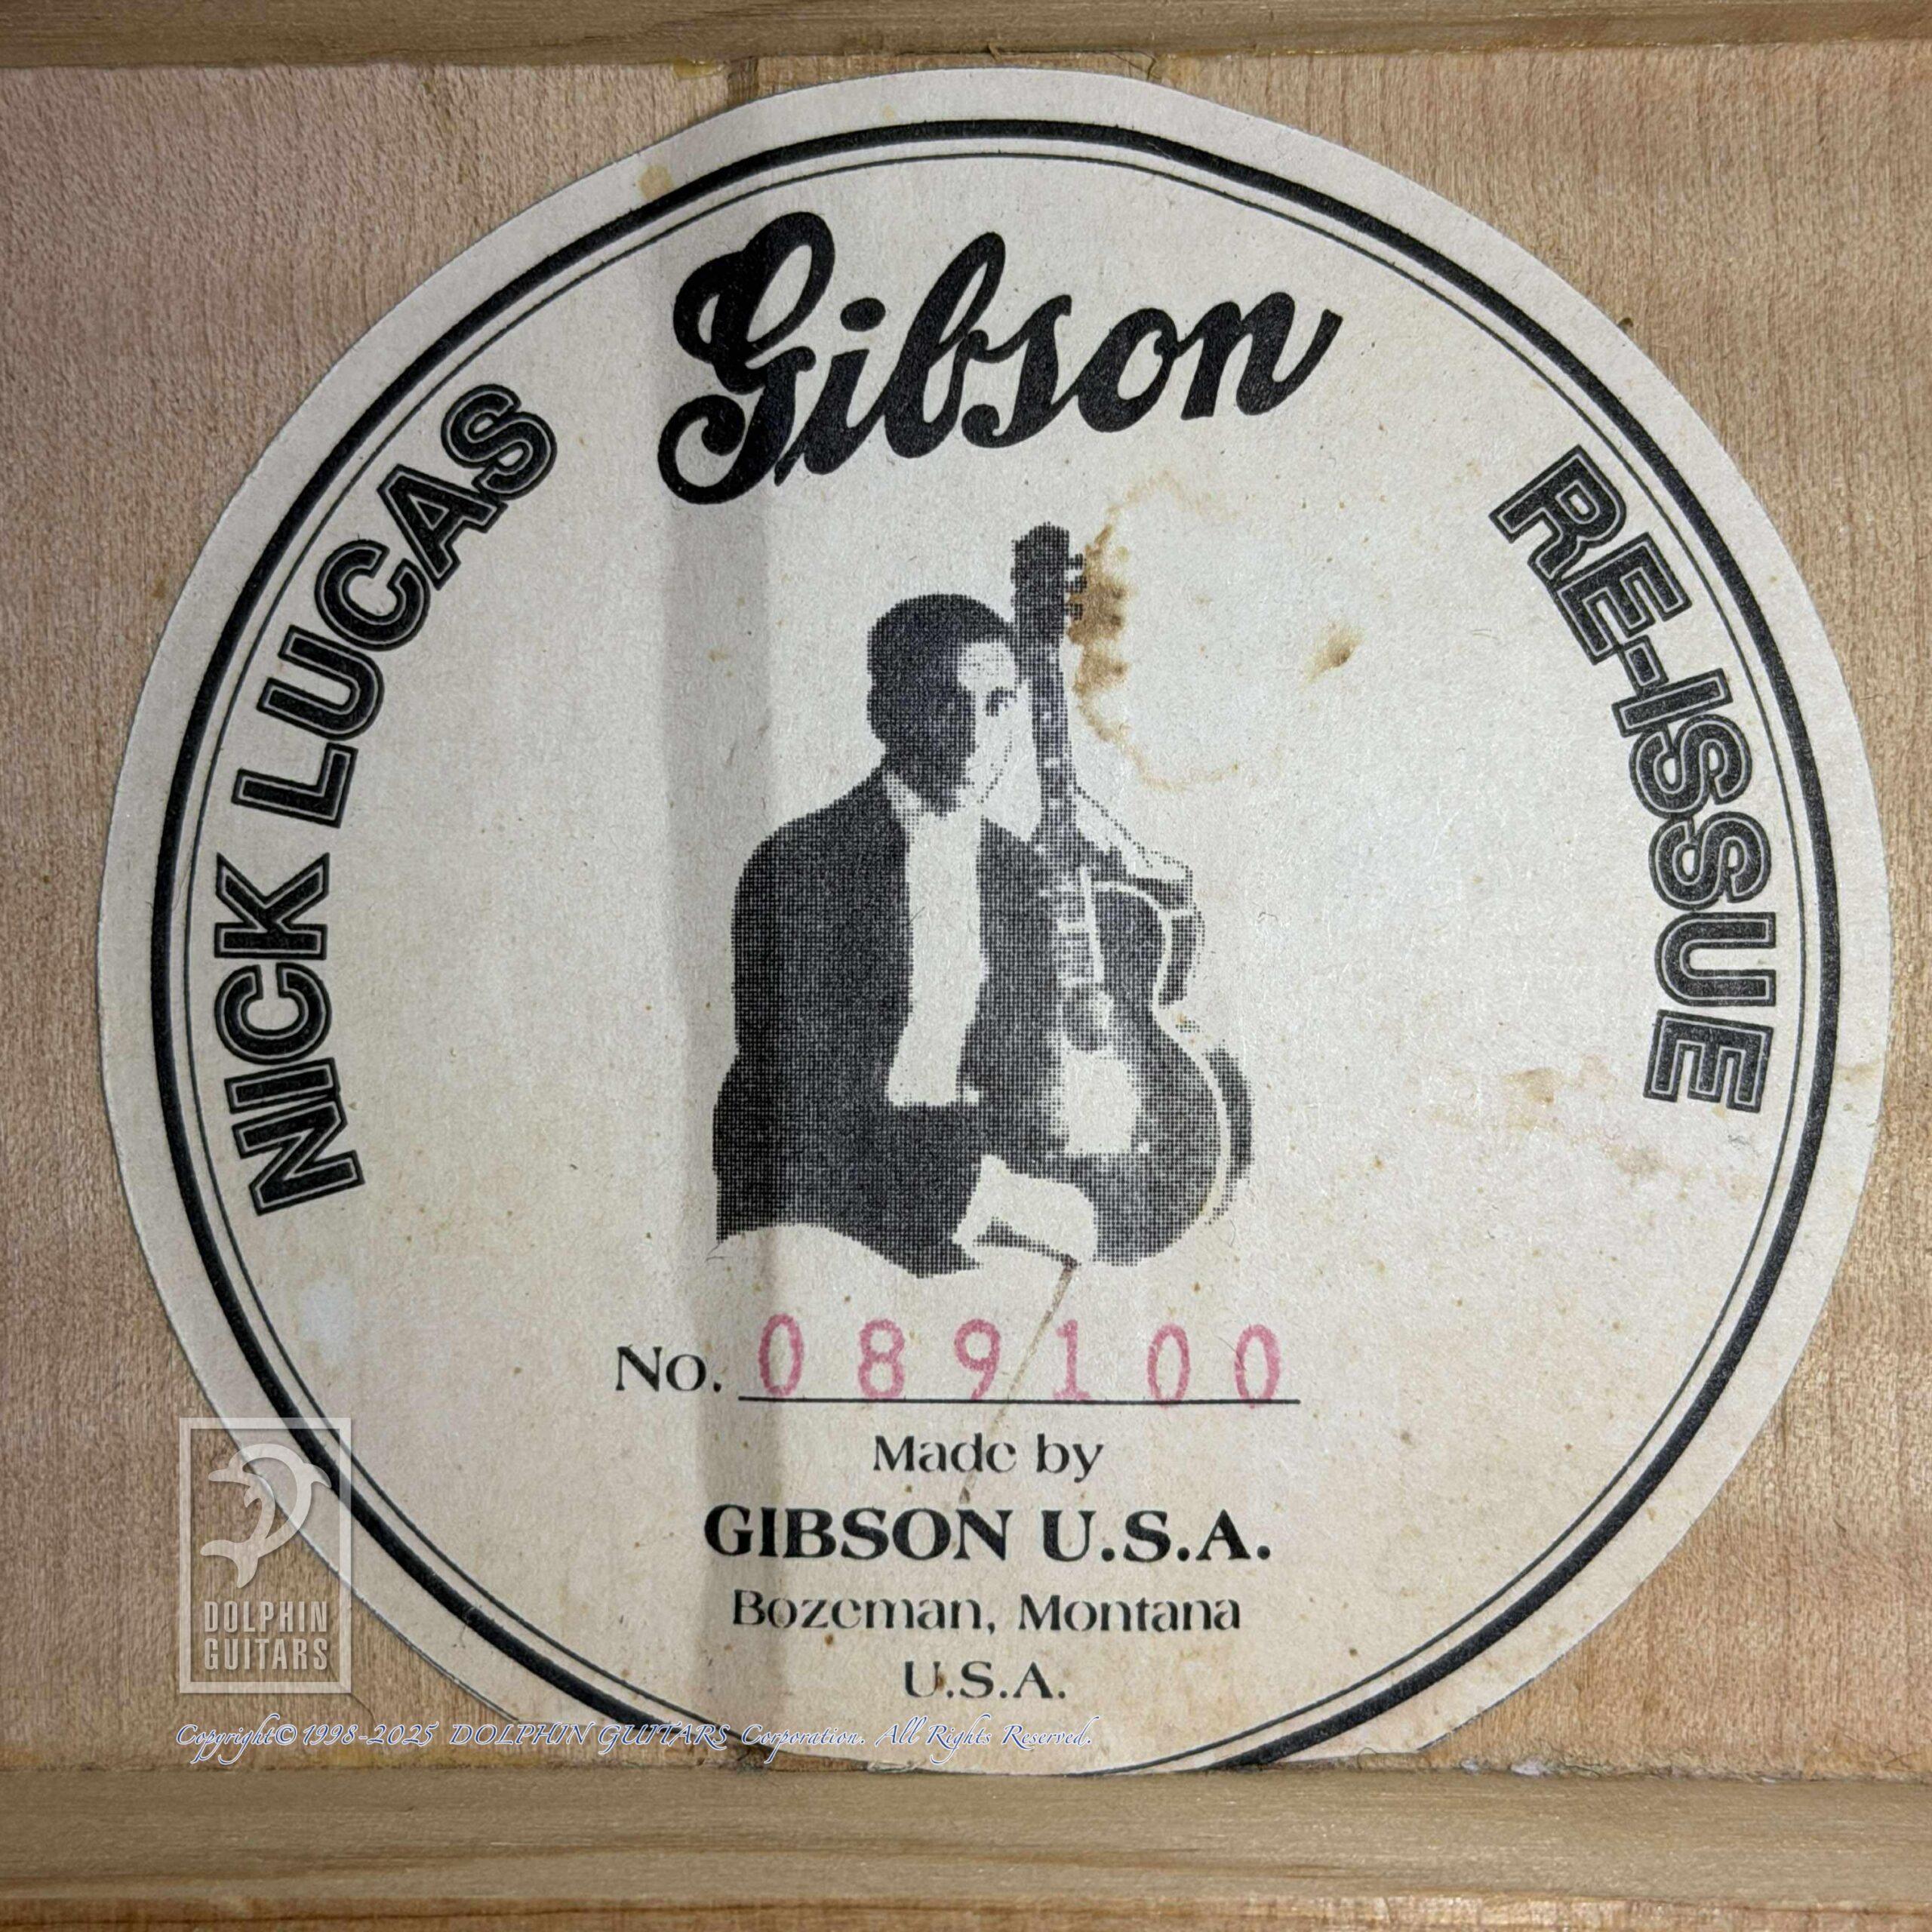 Gibson
NICK LUCAS
RE-ISSUE
No. 089100
Made by
GIBSON U.S.A.
Bozeman, Montana
U.S.A.
DOLPHIN
GUITARS
Copyright© 1998-2025 DOLPHIN GUITARS Corporation. All Rights Reserved.